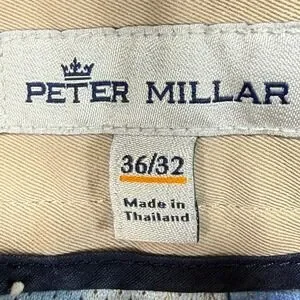 PETER MILLAR
36/32
Made in
Thailand